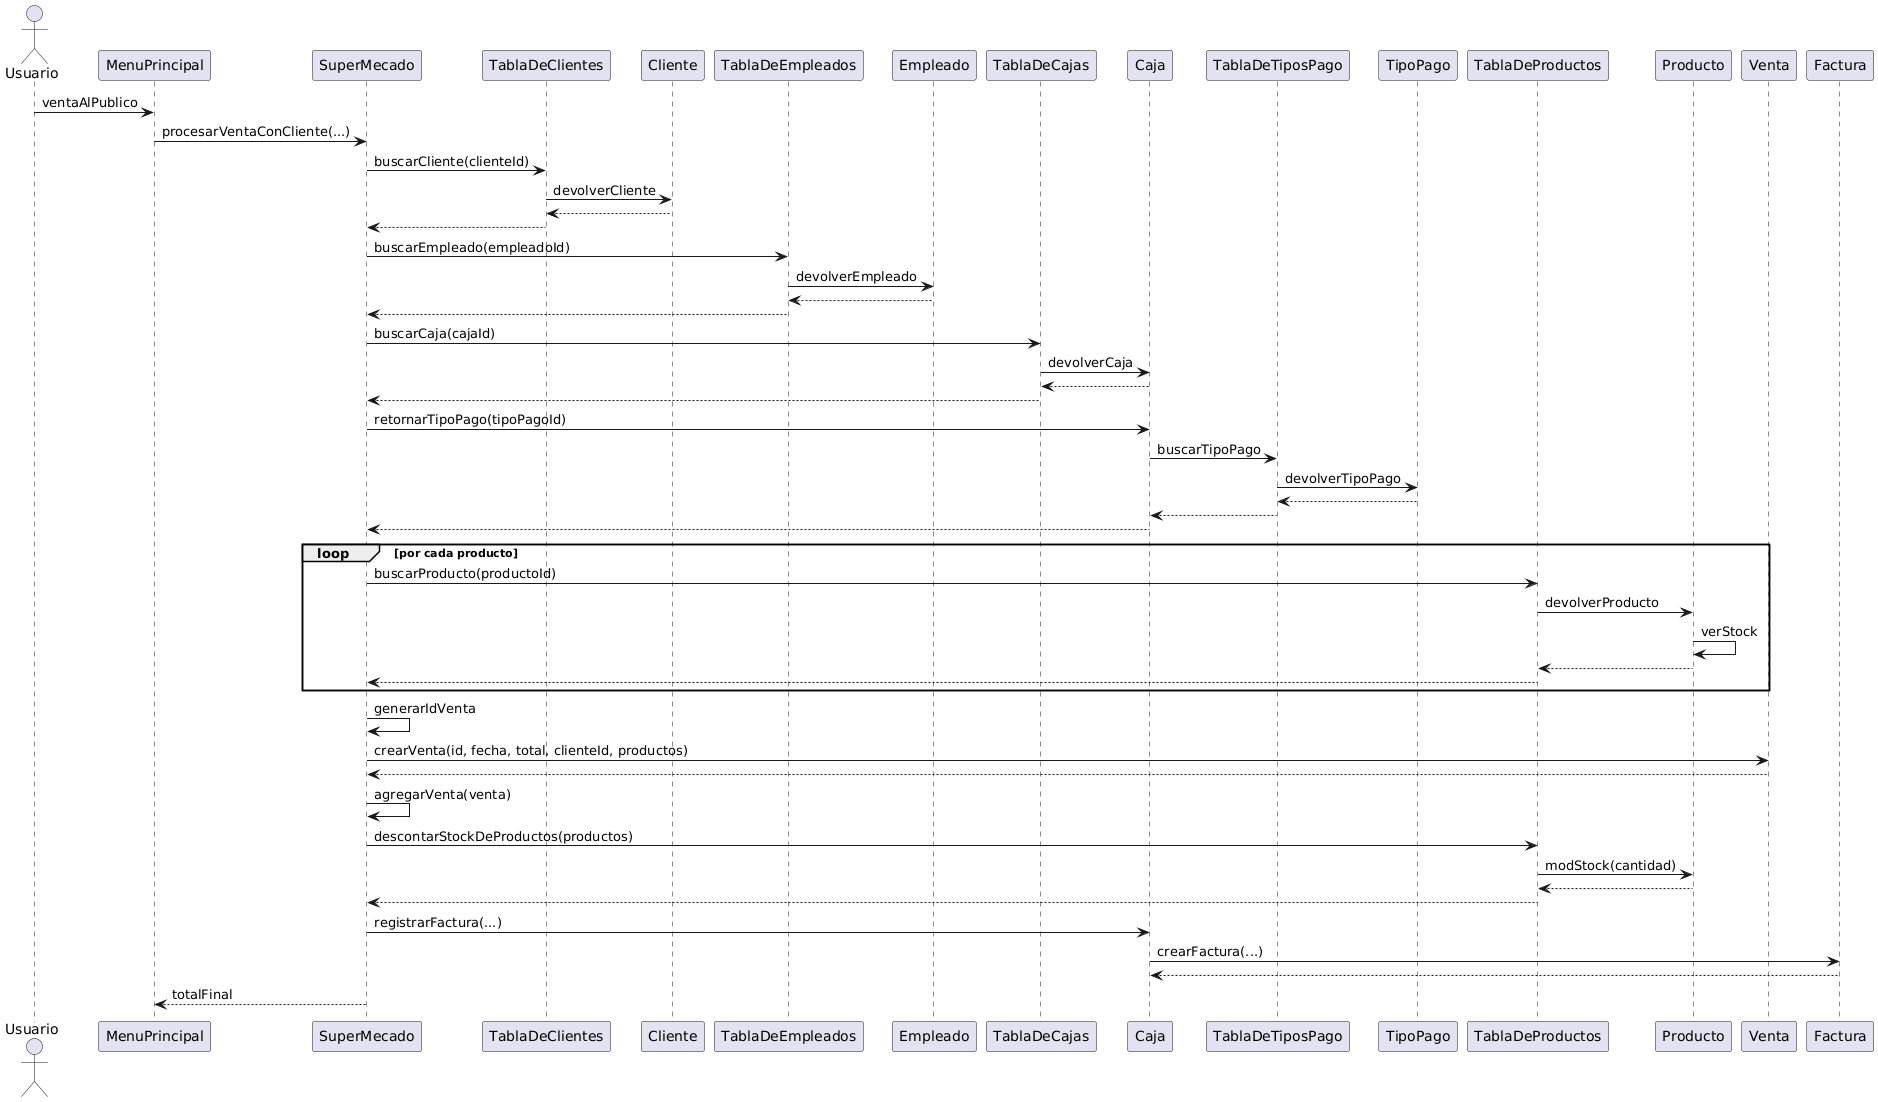 Usuario
MenuPrincipal
SuperMecado
TablaDeClientes
Cliente
TablaDeEmpleados
Empleado
TablaDeCajas
Caja
TablaDeTiposPago
TipoPago
TablaDeProductos
Producto
Venta
Factura
ventaAlPublico
procesarVentaConCliente(...)
buscarCliente(clienteId)
devolverCliente
buscarEmpleado(empleadoId)
devolverEmpleado
buscarCaja(cajaId)
devolverCaja
retornarTipoPago(tipoPagoId)
buscarTipoPago
devolverTipoPago
loop [por cada producto]
buscarProducto(productoId)
devolverProducto
verStock
generarIdVenta
crearVenta(id, fecha, total, clienteId, productos)
agregarVenta(venta)
descontarStockDeProductos(productos)
modStock(cantidad)
registrarFactura(...)
crearFactura(...)
totalFinal
Usuario
MenuPrincipal
SuperMecado
TablaDeClientes
Cliente
TablaDeEmpleados
Empleado
TablaDeCajas
Caja
TablaDeTiposPago
TipoPago
TablaDeProductos
Producto
Venta
Factura